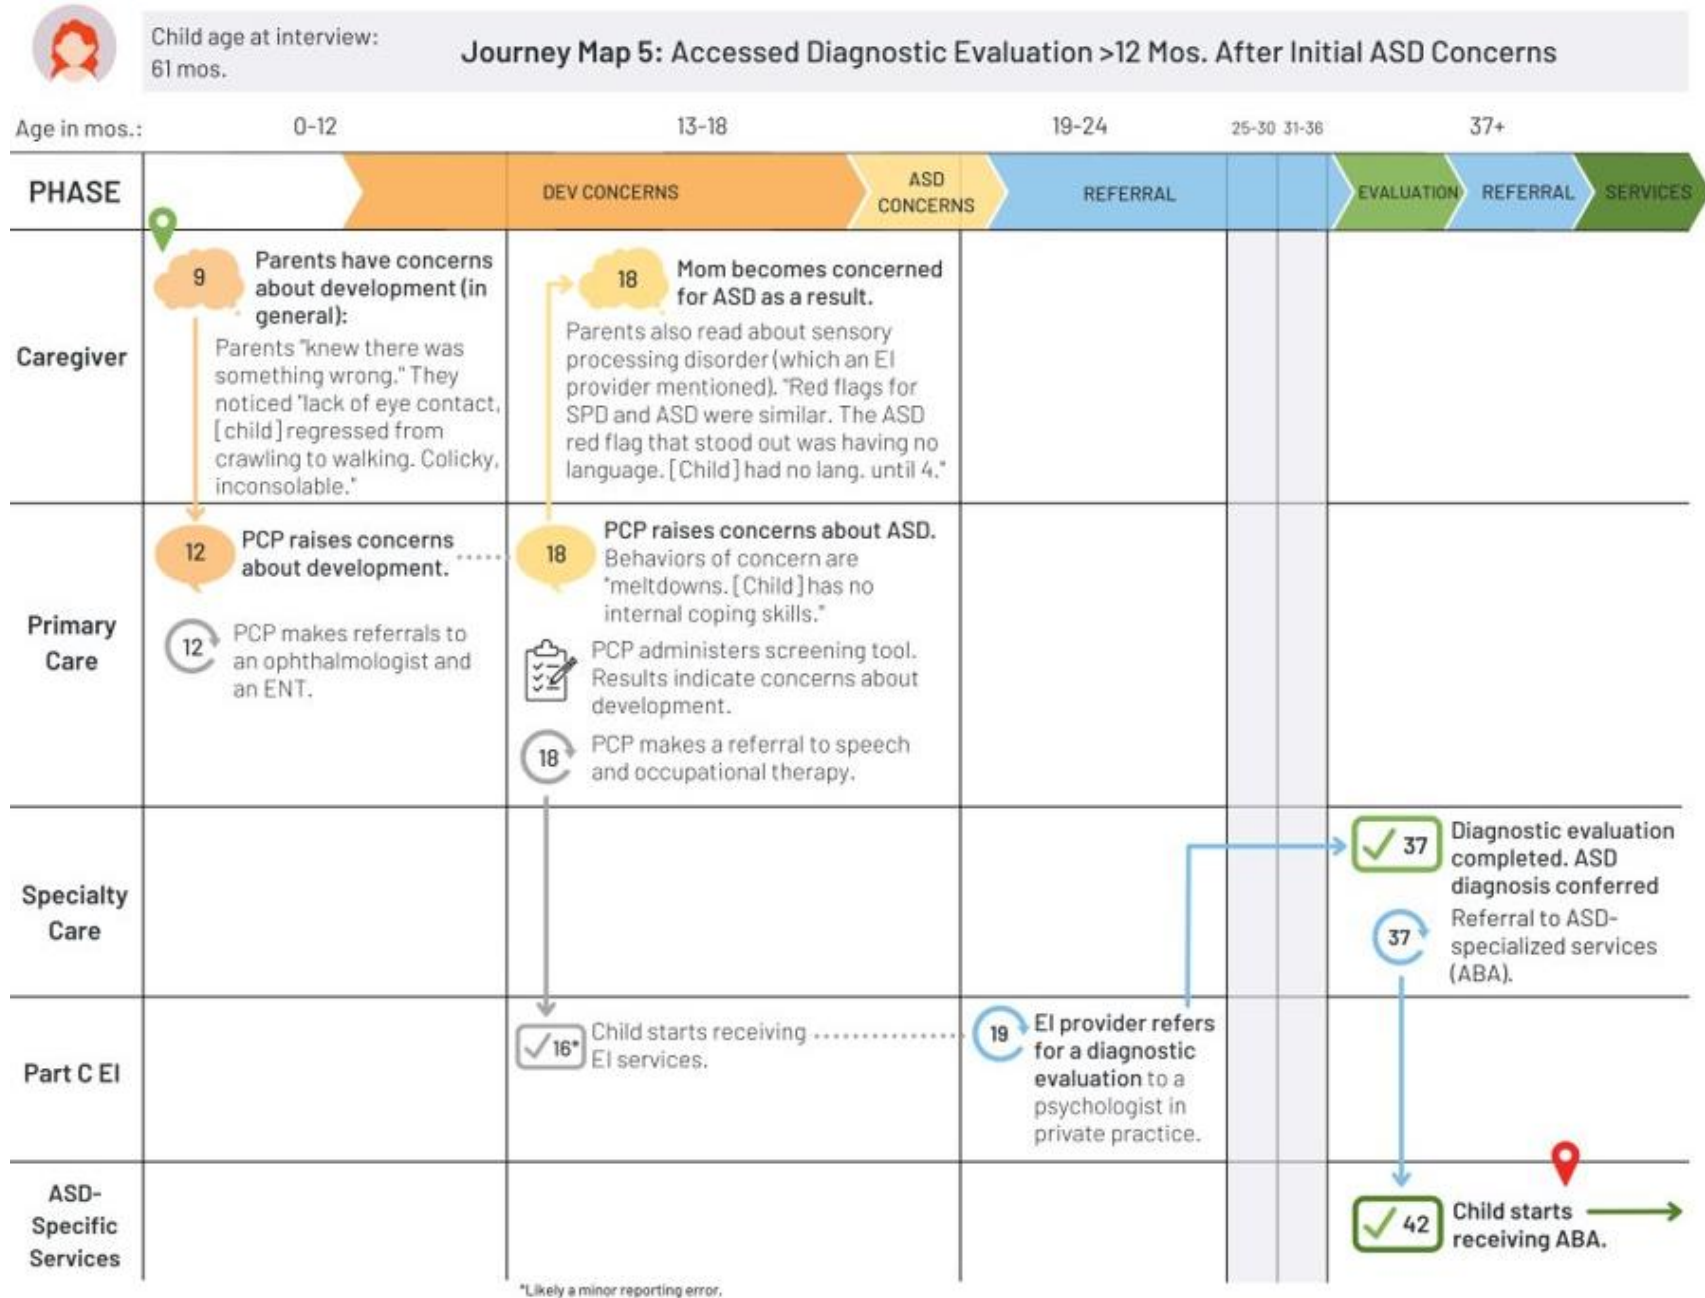 Child age at interview:
61 mos.
Journey Map 5: Accessed Diagnostic Evaluation >12 Mos. After Initial ASD Concerns
Age in mos.:
0-12
13-18
19-24
25-30
31-36
37+
PHASE
DEV CONCERNS
ASD
CONCERNS
REFERRAL
EVALUATION
REFERRAL
SERVICES
Caregiver
9
Parents have concerns
about development (in
general):
Parents "knew there was
something wrong." They
noticed "lack of eye contact,
[child] regressed from
crawling to walking. Colicky,
inconsolable."
18
Mom becomes concerned
for ASD as a result.
Parents also read about sensory
processing disorder (which an EI
provider mentioned). "Red flags for
SPD and ASD were similar. The ASD
red flag that stood out was having no
language. [Child] had no lang. until 4."
Primary
Care
12
PCP raises concerns
about development.
12
PCP makes referrals to
an ophthalmologist and
an ENT.
18
PCP raises concerns about ASD.
Behaviors of concern are
"meltdowns. [Child] has no
internal coping skills."
PCP administers screening tool.
Results indicate concerns about
development.
18
PCP makes a referral to speech
and occupational therapy.
Specialty
Care
37
Diagnostic evaluation
completed. ASD
diagnosis conferred
37
Referral to ASD-
specialized services
(ABA).
Part C EI
16*
Child starts receiving
EI services.
19
EI provider refers
for a diagnostic
evaluation to a
psychologist in
private practice.
ASD-
Specific
Services
42
Child starts
receiving ABA.
*Likely a minor reporting error.